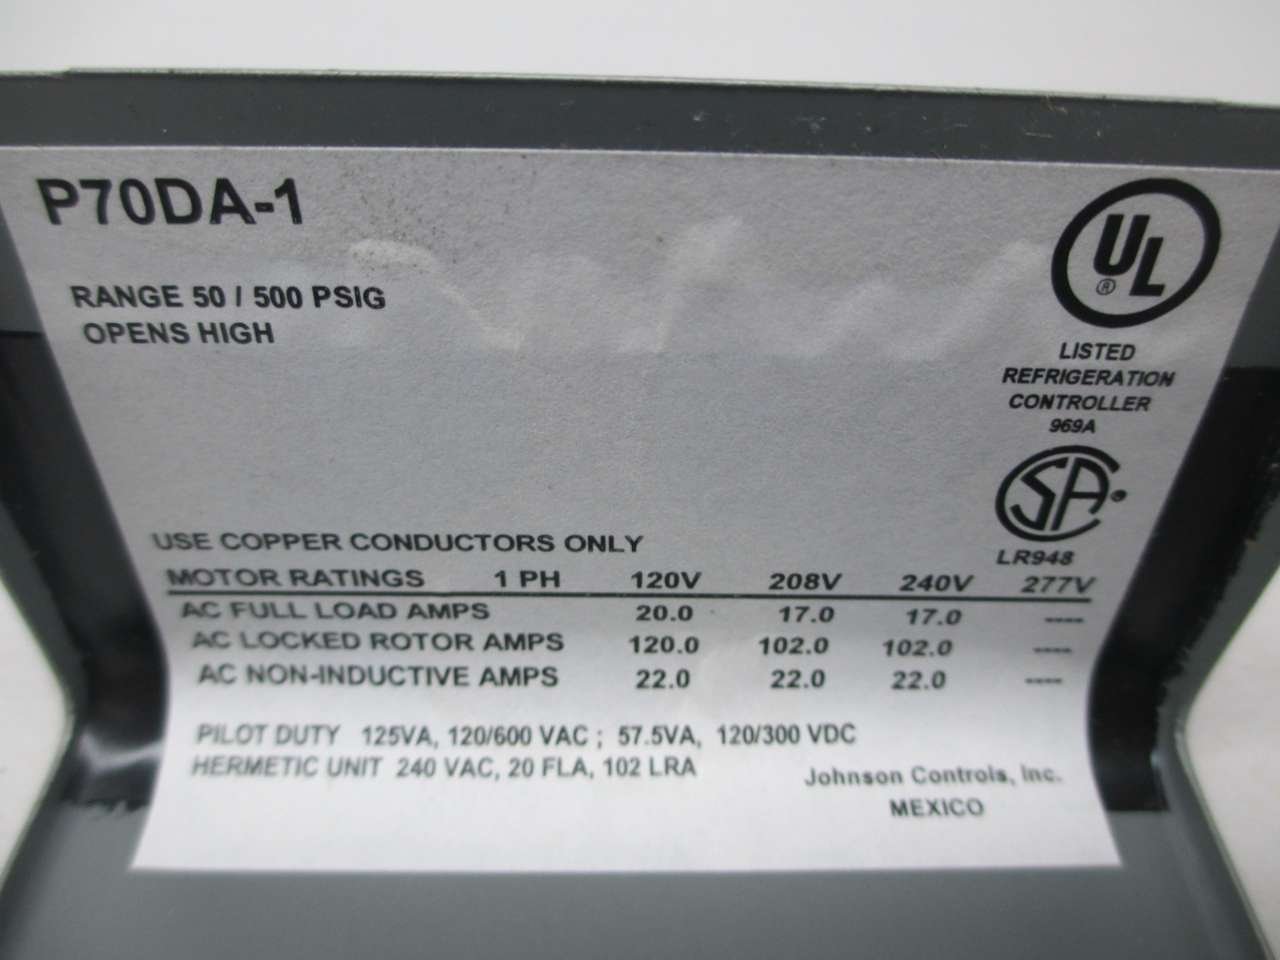 P70DA-1
RANGE 50 / 500 PSIG
OPENS HIGH
UL
®
LISTED
REFRIGERATION
CONTROLLER
969A
SA
LR948
USE COPPER CONDUCTORS ONLY
MOTOR RATINGS 1 PH 120V 208V 240V 277V
AC FULL LOAD AMPS 20.0 17.0 17.0 ----
AC LOCKED ROTOR AMPS 120.0 102.0 102.0 ----
AC NON-INDUCTIVE AMPS 22.0 22.0 22.0 ----
PILOT DUTY 125VA, 120/600 VAC ; 57.5VA, 120/300 VDC
HERMETIC UNIT 240 VAC, 20 FLA, 102 LRA
Johnson Controls, Inc.
MEXICO